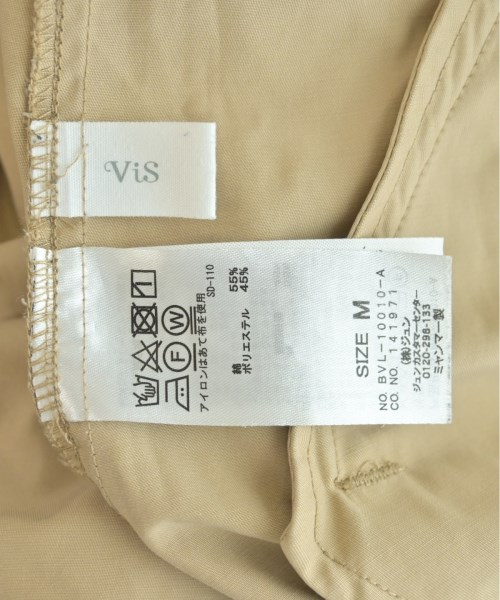 ViS
F W
アイロンはあて布を使用
SD-110
綿 55%
ポリエステル 45%
SIZE M
NO. BVL-41010-A
CO. NO. 141971
(株)ジュン
ジュンカスタマーセンター
0120-298-133
ミャンマー製